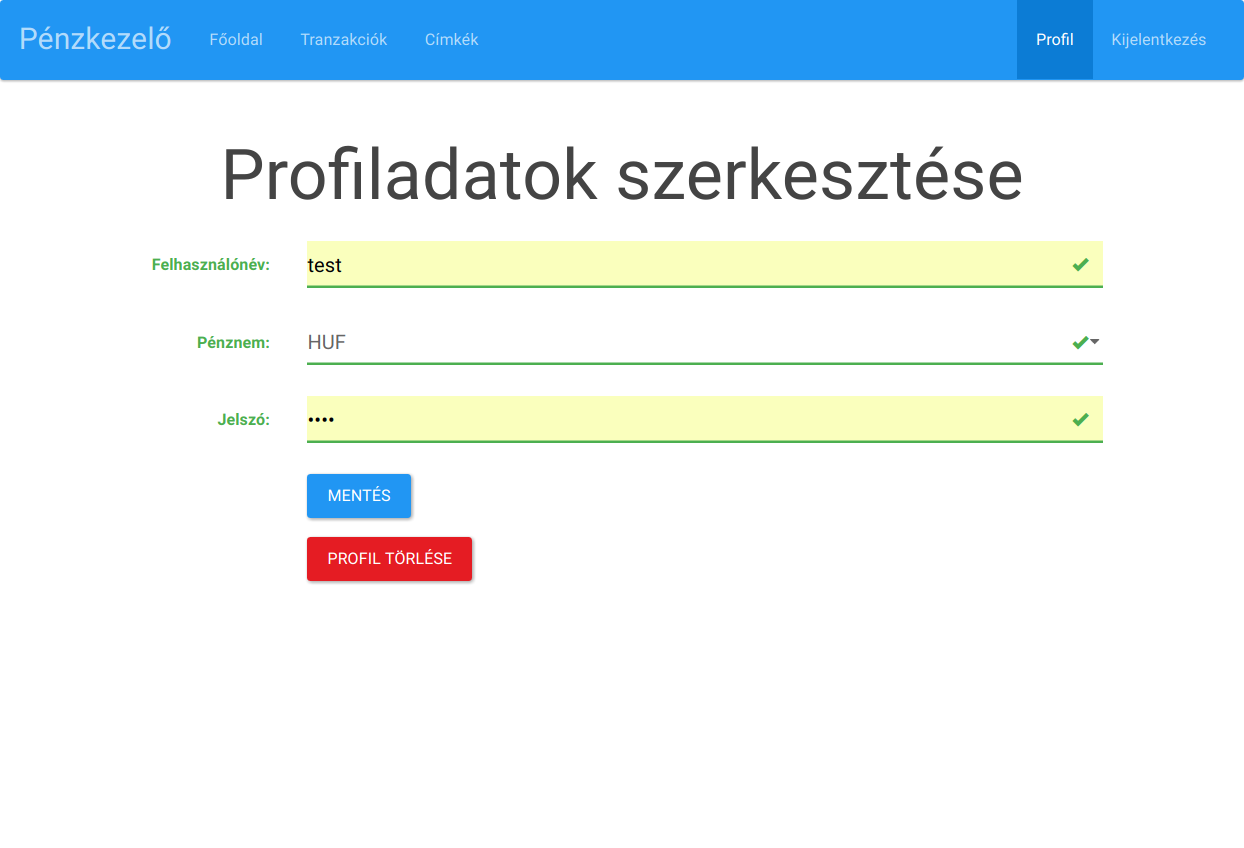 Pénzkezelő Főoldal Tranzakciók Címkék Profil Kijelentkezés
Profiladatok szerkesztése
Felhasználónév: test
Pénznem: HUF
Jelszó: ••••
MENTÉS
PROFIL TÖRLÉSE